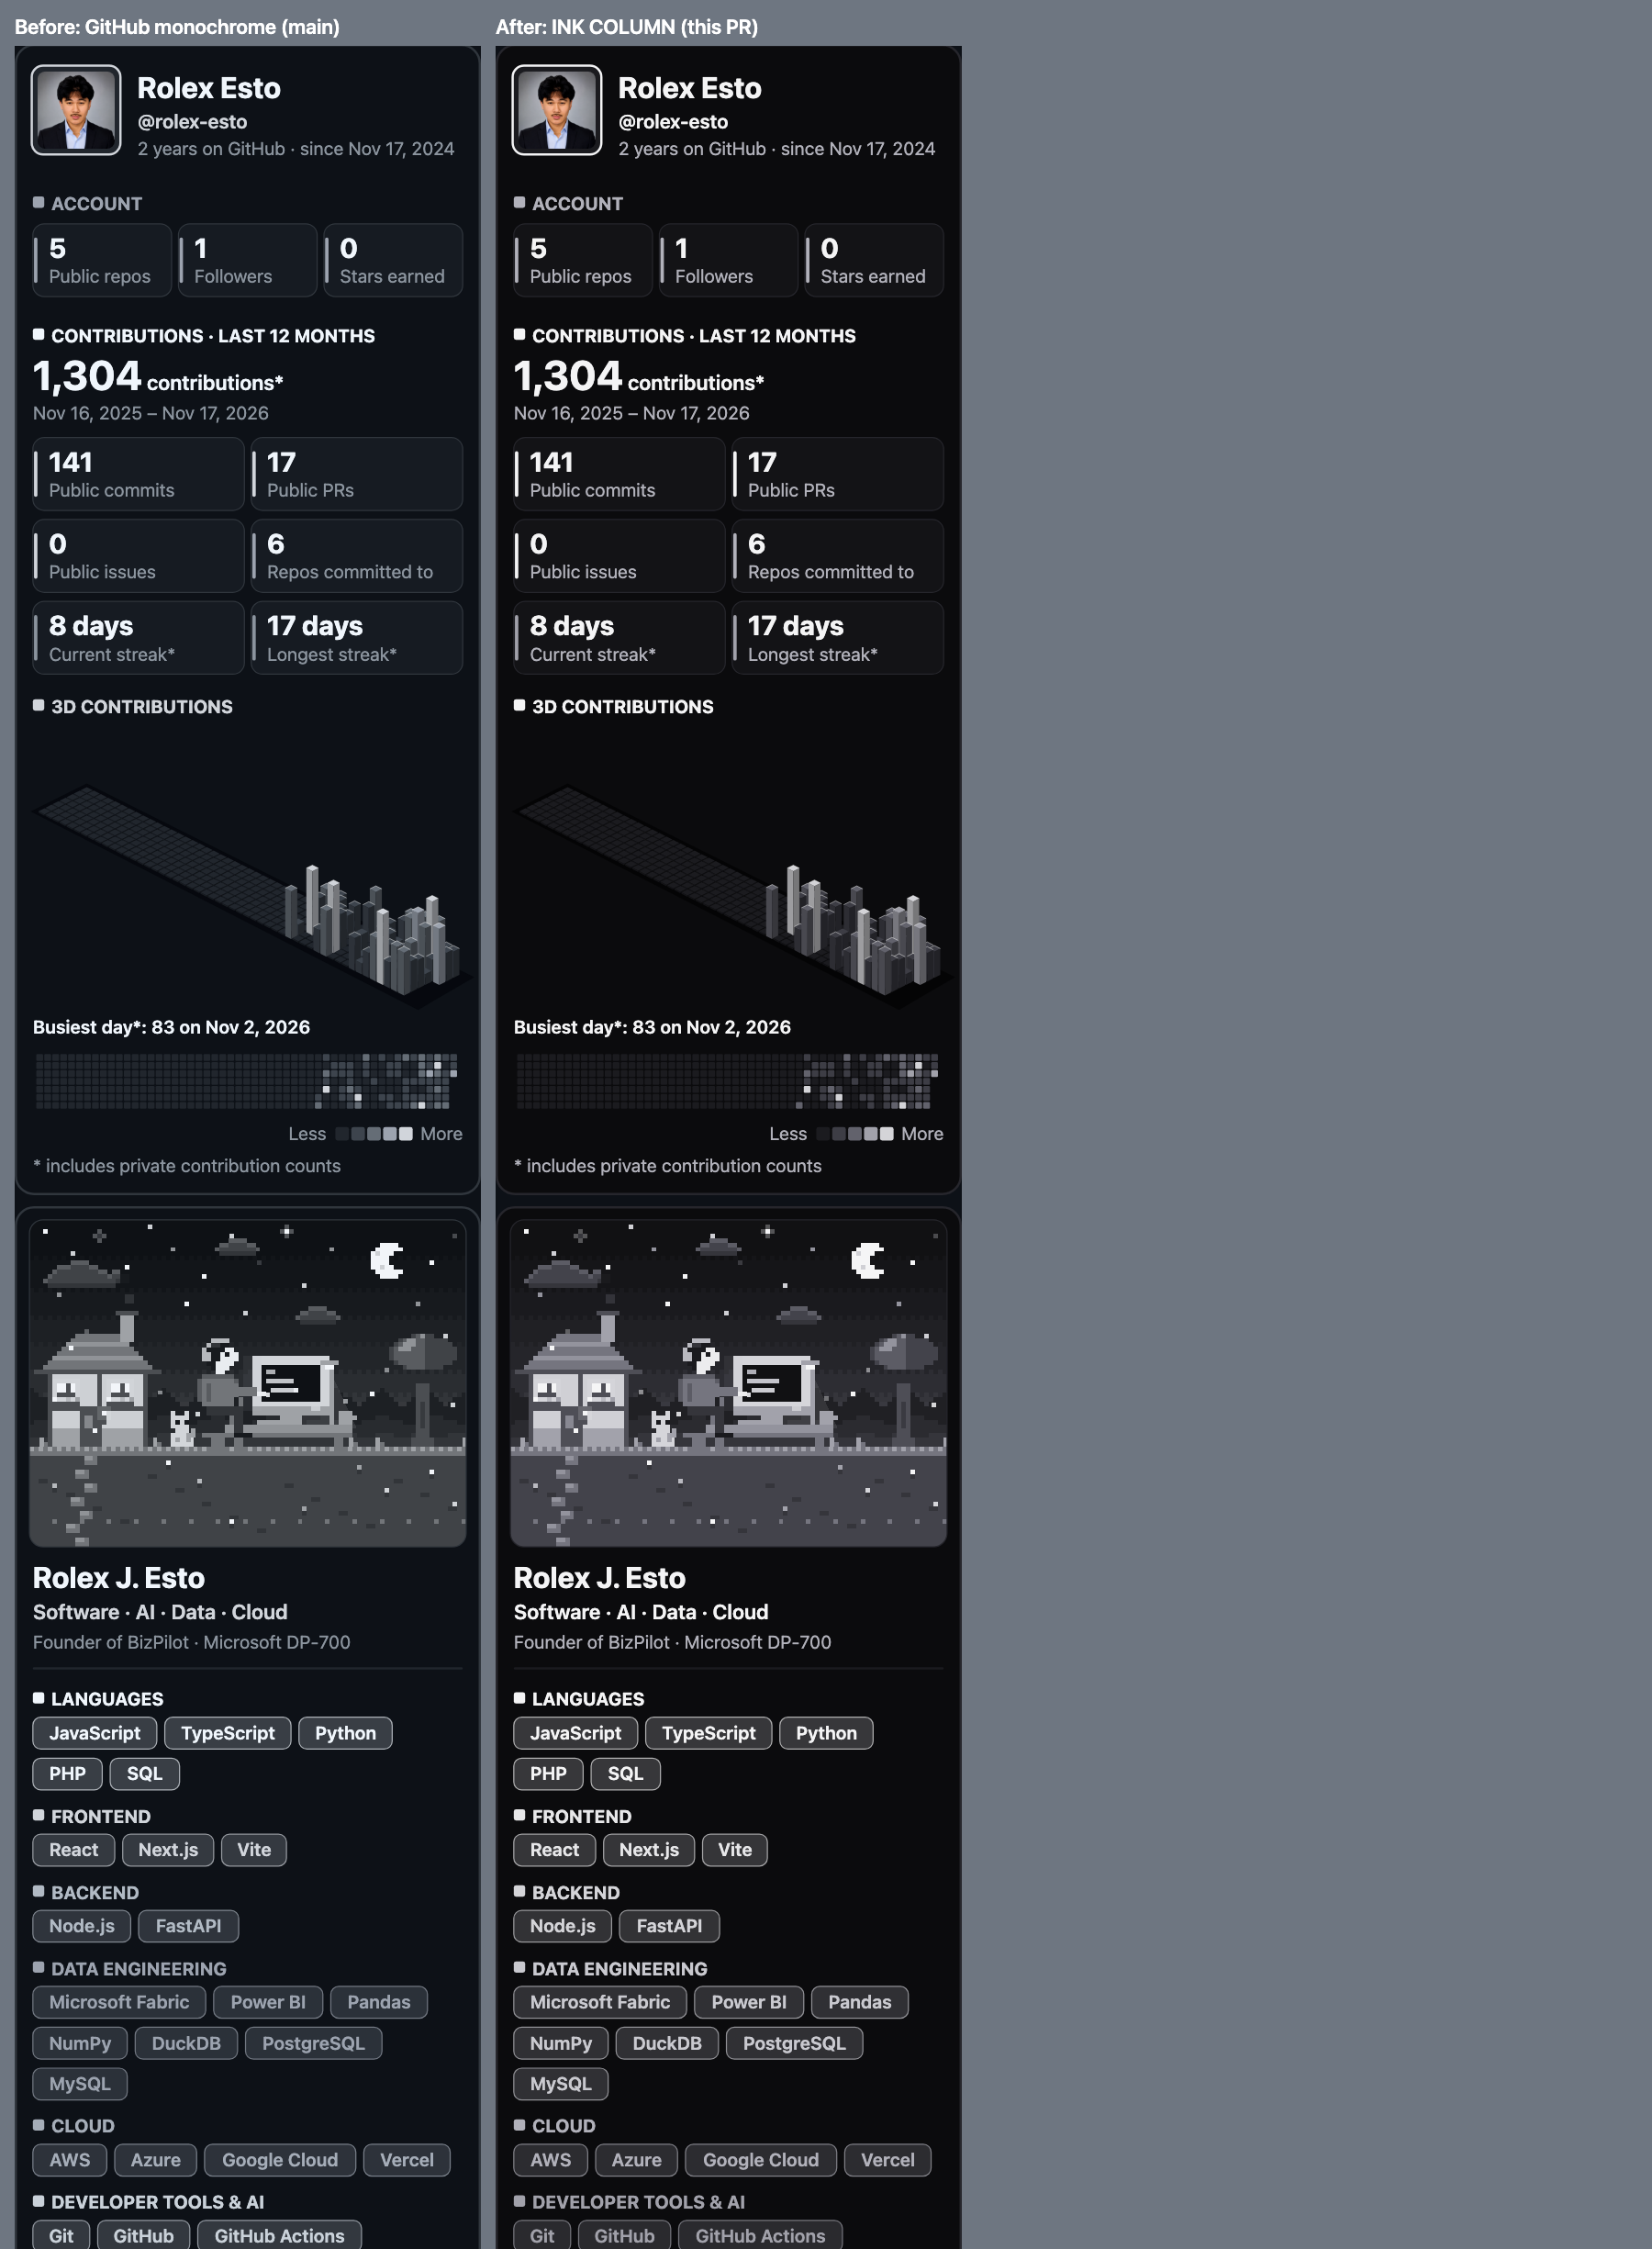 Before: GitHub monochrome (main)
Rolex Esto
@rolex-esto
2 years on GitHub · since Nov 17, 2024
ACCOUNT
5
Public repos
1
Followers
0
Stars earned
CONTRIBUTIONS · LAST 12 MONTHS
1,304 contributions*
Nov 16, 2025 – Nov 17, 2026
141
Public commits
17
Public PRs
0
Public issues
6
Repos committed to
8 days
Current streak*
17 days
Longest streak*
3D CONTRIBUTIONS
Busiest day*: 83 on Nov 2, 2026
Less More
* includes private contribution counts
Rolex J. Esto
Software · AI · Data · Cloud
Founder of BizPilot · Microsoft DP-700
LANGUAGES
JavaScript TypeScript Python
PHP SQL
FRONTEND
React Next.js Vite
BACKEND
Node.js FastAPI
DATA ENGINEERING
Microsoft Fabric Power BI Pandas
NumPy DuckDB PostgreSQL
MySQL
CLOUD
AWS Azure Google Cloud Vercel
DEVELOPER TOOLS & AI
Git GitHub GitHub Actions
After: INK COLUMN (this PR)
Rolex Esto
@rolex-esto
2 years on GitHub · since Nov 17, 2024
ACCOUNT
5
Public repos
1
Followers
0
Stars earned
CONTRIBUTIONS · LAST 12 MONTHS
1,304 contributions*
Nov 16, 2025 – Nov 17, 2026
141
Public commits
17
Public PRs
0
Public issues
6
Repos committed to
8 days
Current streak*
17 days
Longest streak*
3D CONTRIBUTIONS
Busiest day*: 83 on Nov 2, 2026
Less More
* includes private contribution counts
Rolex J. Esto
Software · AI · Data · Cloud
Founder of BizPilot · Microsoft DP-700
LANGUAGES
JavaScript TypeScript Python
PHP SQL
FRONTEND
React Next.js Vite
BACKEND
Node.js FastAPI
DATA ENGINEERING
Microsoft Fabric Power BI Pandas
NumPy DuckDB PostgreSQL
MySQL
CLOUD
AWS Azure Google Cloud Vercel
DEVELOPER TOOLS & AI
Git GitHub GitHub Actions